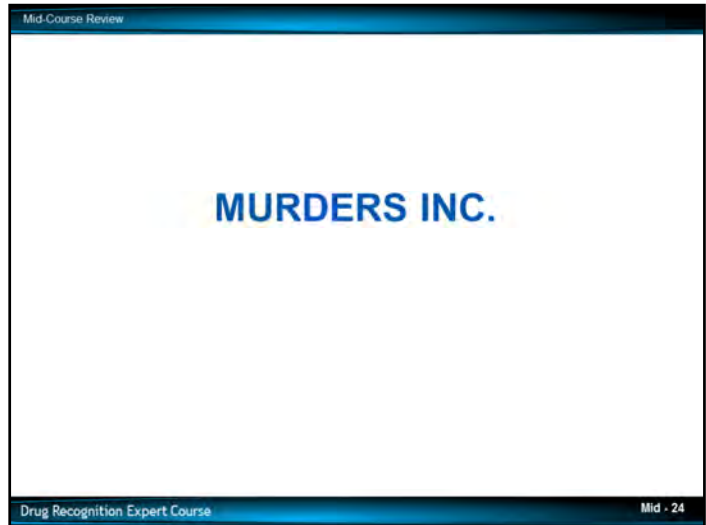 Mid-Course Review
MURDERS INC.
Drug Recognition Expert Course
Mid - 24